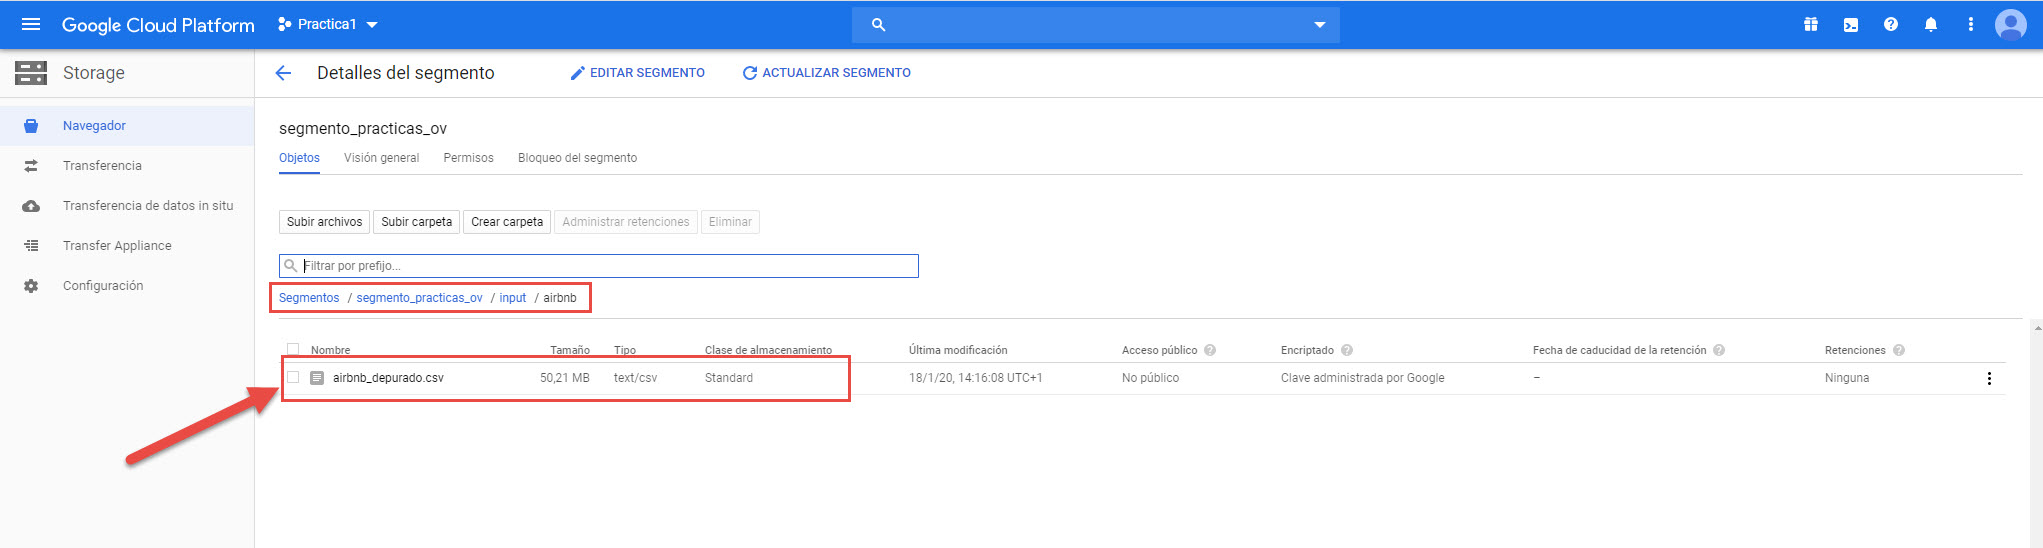 Google Cloud Platform Practica1
Storage
Detalles del segmento EDITAR SEGMENTO ACTUALIZAR SEGMENTO
Navegador
Transferencia
Transferencia de datos in situ
Transfer Appliance
Configuración
segmento_practicas_ov
Objetos Visión general Permisos Bloqueo del segmento
Subir archivos Subir carpeta Crear carpeta Administrar retenciones Eliminar
Filtrar por prefijo...
Segmentos / segmento_practicas_ov / input / airbnb
Nombre Tamaño Tipo Clase de almacenamiento Última modificación Acceso público ? Encriptado ? Fecha de caducidad de la retención ? Retenciones ?
airbnb_depurado.csv 50,21 MB text/csv Standard 18/1/20, 14:16:08 UTC+1 No público Clave administrada por Google – Ninguna